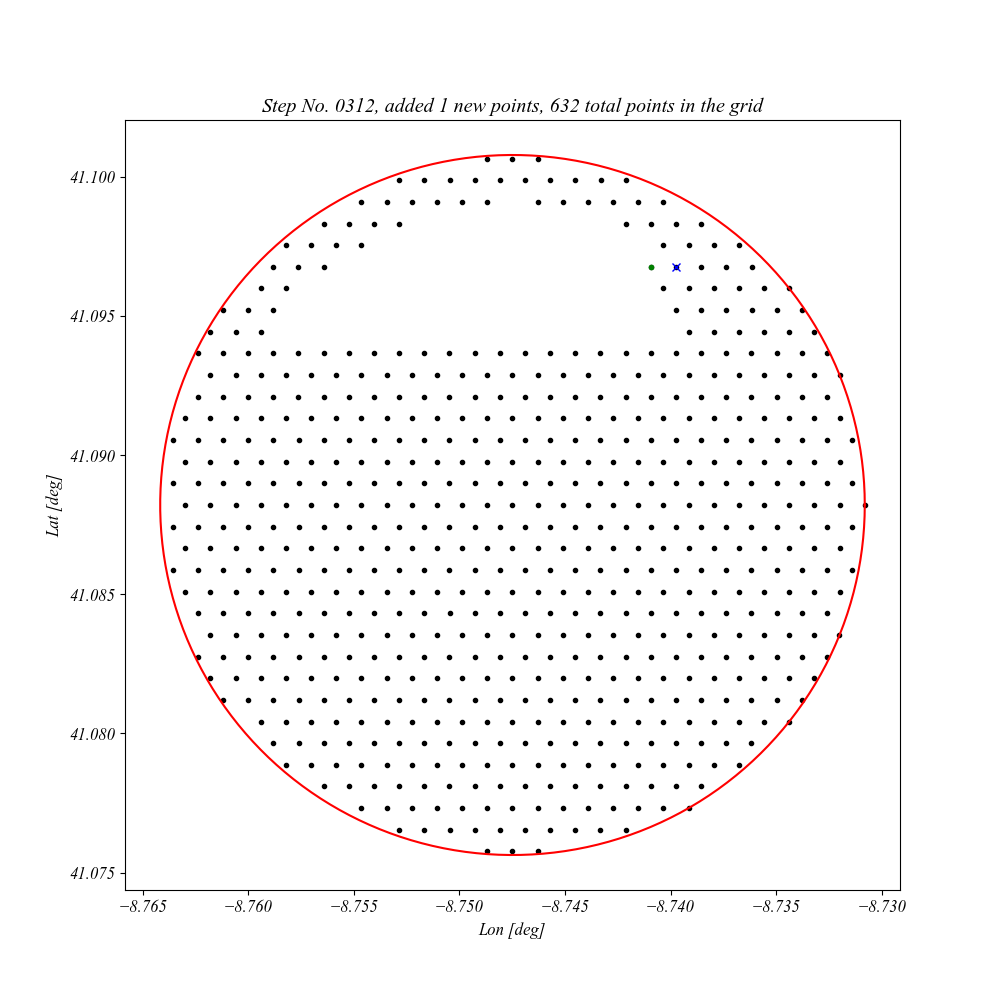 Step No. 0312, added 1 new points, 632 total points in the grid
41.100
41.095
41.090
41.085
41.080
41.075
Lat [deg]
−8.765 −8.760 −8.755 −8.750 −8.745 −8.740 −8.735 −8.730
Lon [deg]